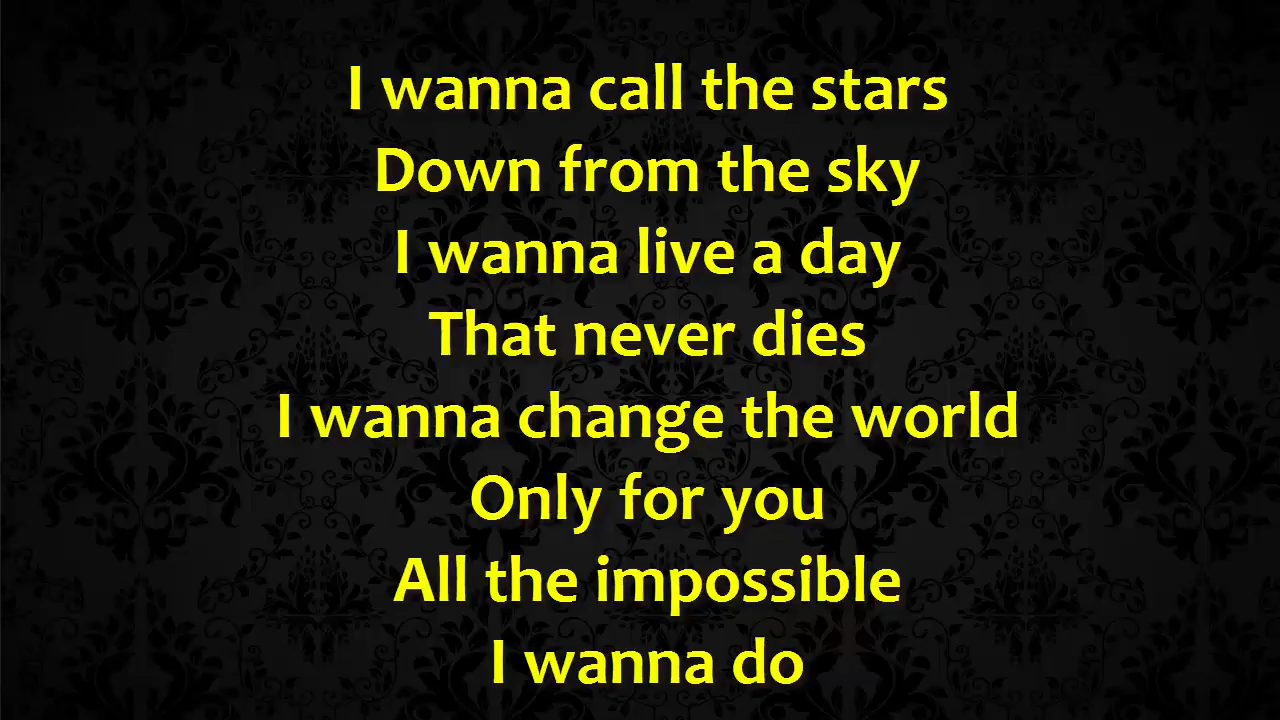 I wanna call the stars
Down from the sky
I wanna live a day
That never dies
I wanna change the world
Only for you
All the impossible
I wanna do